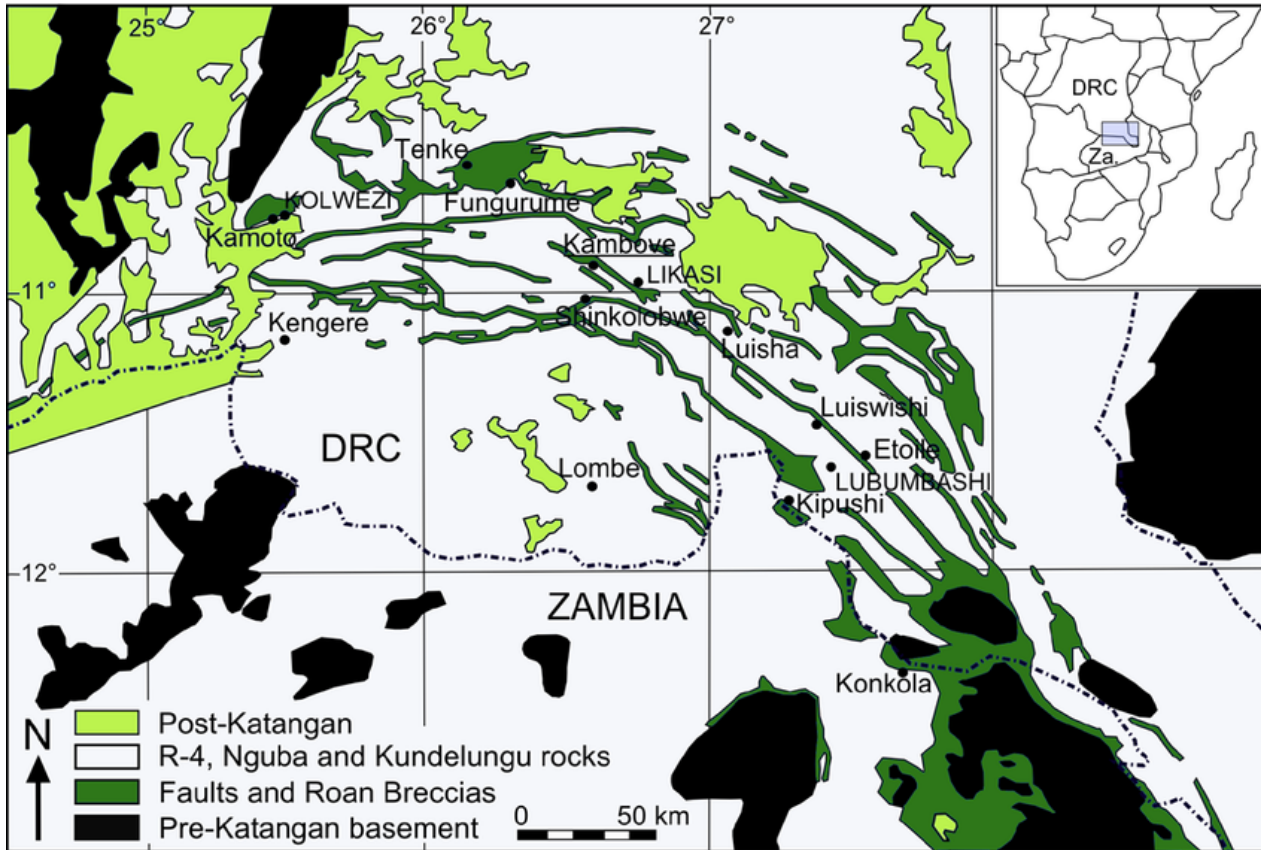 25°
26°
27°
DRC
Za.
Tenke
KOLWEZI
Fungurume
Kamoto
Kambove
LIKASI
11°
Shinkolobwe
Kengere
Luisha
Luiswishi
DRC
Etoile
Lombe
LUBUMBASHI
Kipushi
12°
ZAMBIA
Konkola
N
Post-Katangan
R-4, Nguba and Kundelungu rocks
Faults and Roan Breccias
Pre-Katangan basement
0 50 km